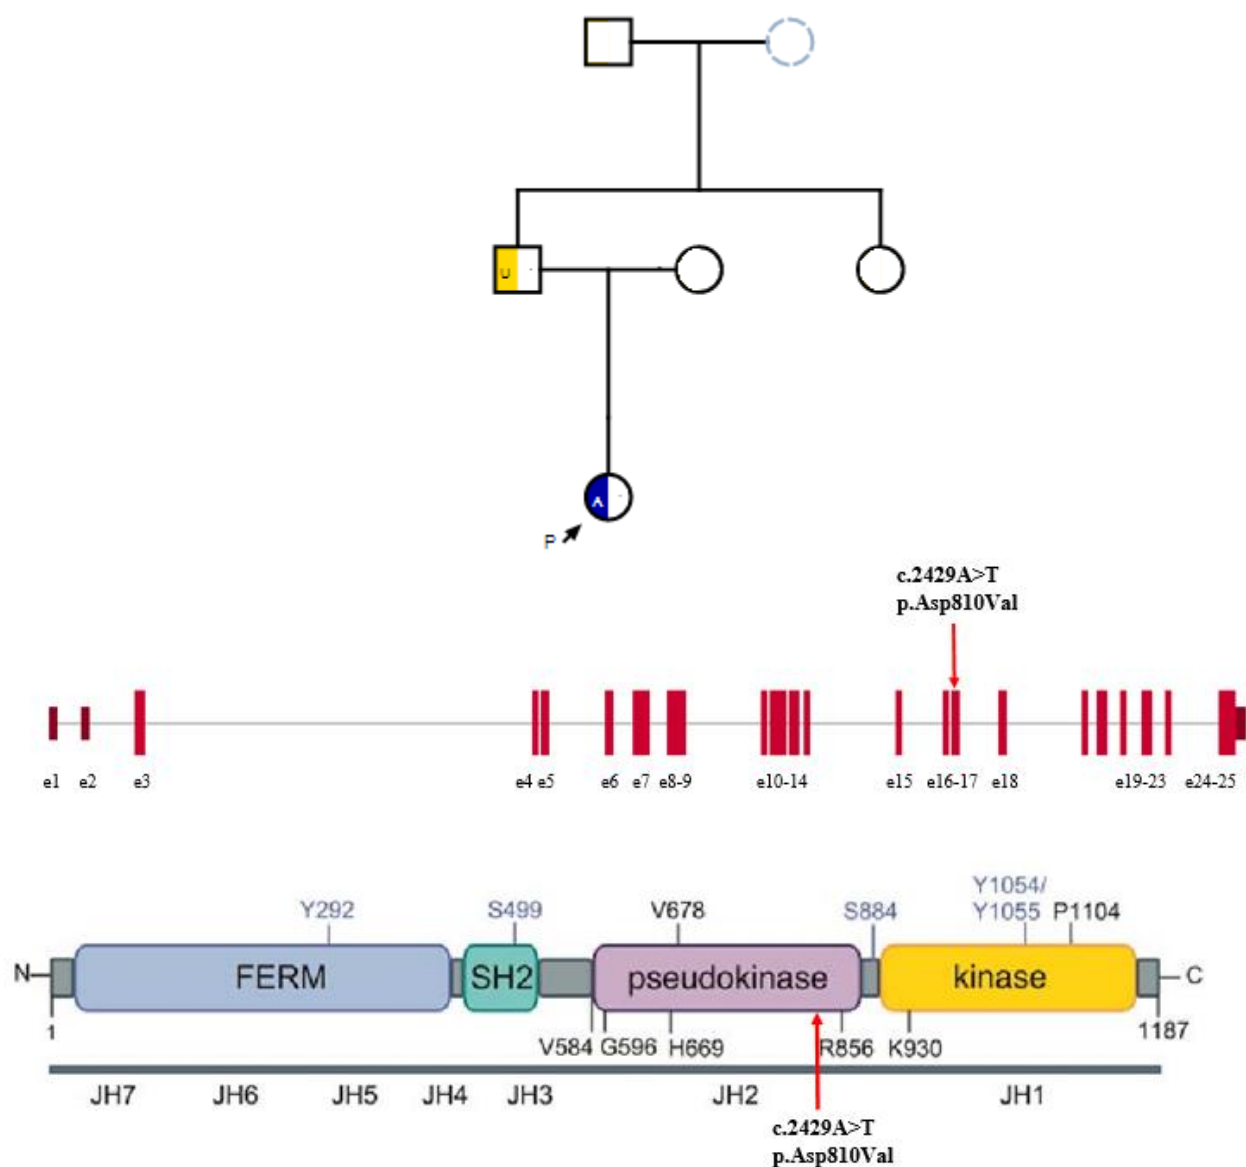 U
A
P
c.2429A>T
p.Asp810Val
e1 e2 e3 e4 e5 e6 e7 e8-9 e10-14 e15 e16-17 e18 e19-23 e24-25
Y1054/
Y292 S499 V678 S884 Y1055 P1104
N FERM SH2 pseudokinase kinase C
1 1187
V584 G596 H669 R856 K930
JH7 JH6 JH5 JH4 JH3 JH2 JH1
c.2429A>T
p.Asp810Val